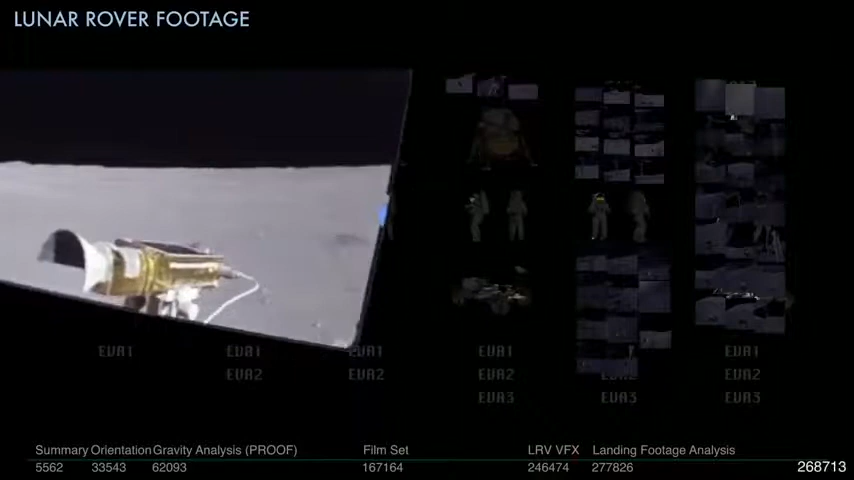 LUNAR ROVER FOOTAGE
EVA1 EVA1 EVA1 EVA1 EVA1
EVA2 EVA2 EVA2 EVA2 EVA2
EVA3 EVA3 EVA3
Summary Orientation Gravity Analysis (PROOF) Film Set LRV VFX Landing Footage Analysis
5562 33543 62093 167164 246474 277826 268713